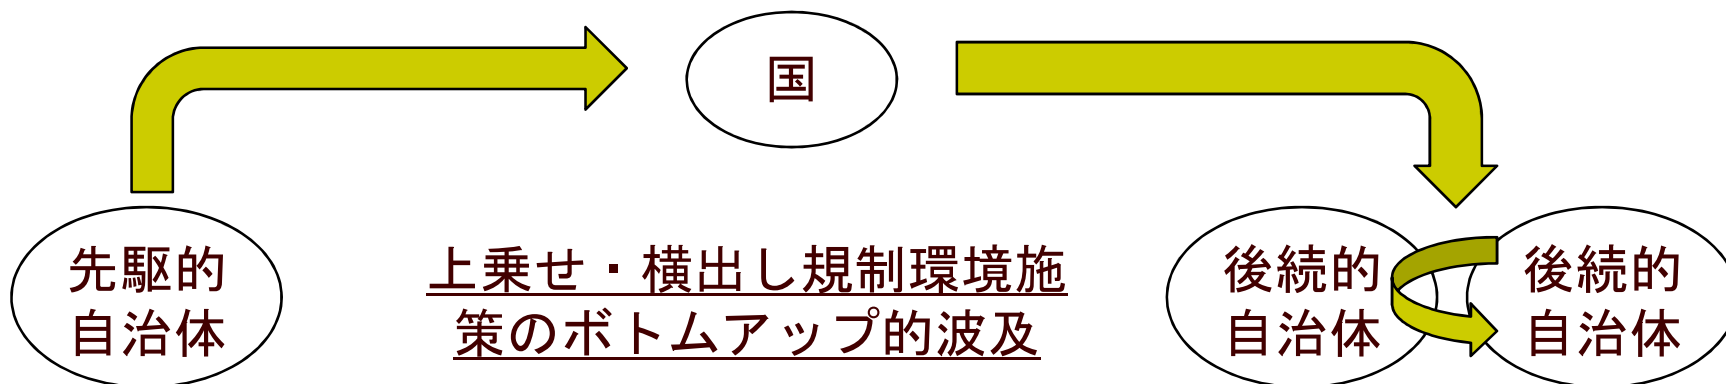 国
先駆的
自治体
上乗せ・横出し規制環境施
策のボトムアップ的波及
後続的
自治体
後続的
自治体